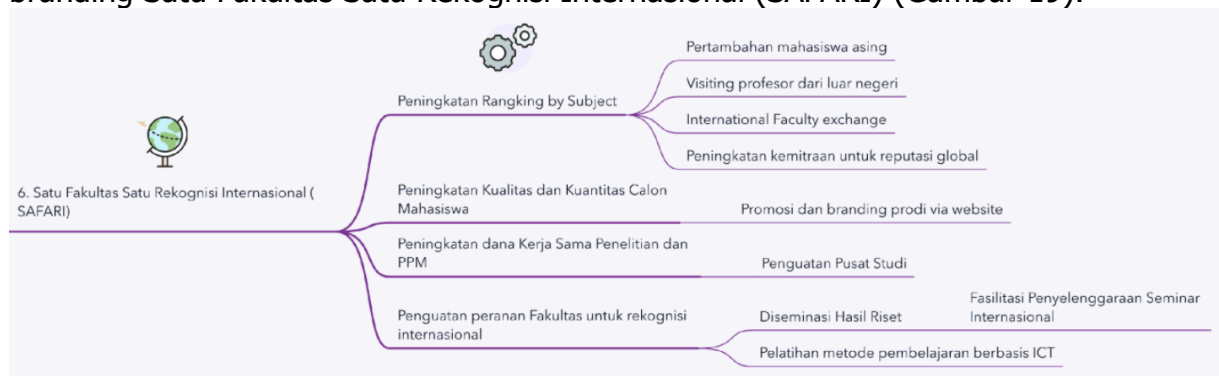 branding Satu Fakultas Satu Rekognisi Internasional (SAFARI) (Gambar 19).
6. Satu Fakultas Satu Rekognisi Internasional (
SAFARI)
Peningkatan Rangking by Subject
Pertambahan mahasiswa asing
Visiting profesor dari luar negeri
International Faculty exchange
Peningkatan kemitraan untuk reputasi global
Peningkatan Kualitas dan Kuantitas Calon
Mahasiswa
Promosi dan branding prodi via website
Peningkatan dana Kerja Sama Penelitian dan
PPM
Penguatan Pusat Studi
Penguatan peranan Fakultas untuk rekognisi
internasional
Diseminasi Hasil Riset
Fasilitasi Penyelenggaraan Seminar
Internasional
Pelatihan metode pembelajaran berbasis ICT